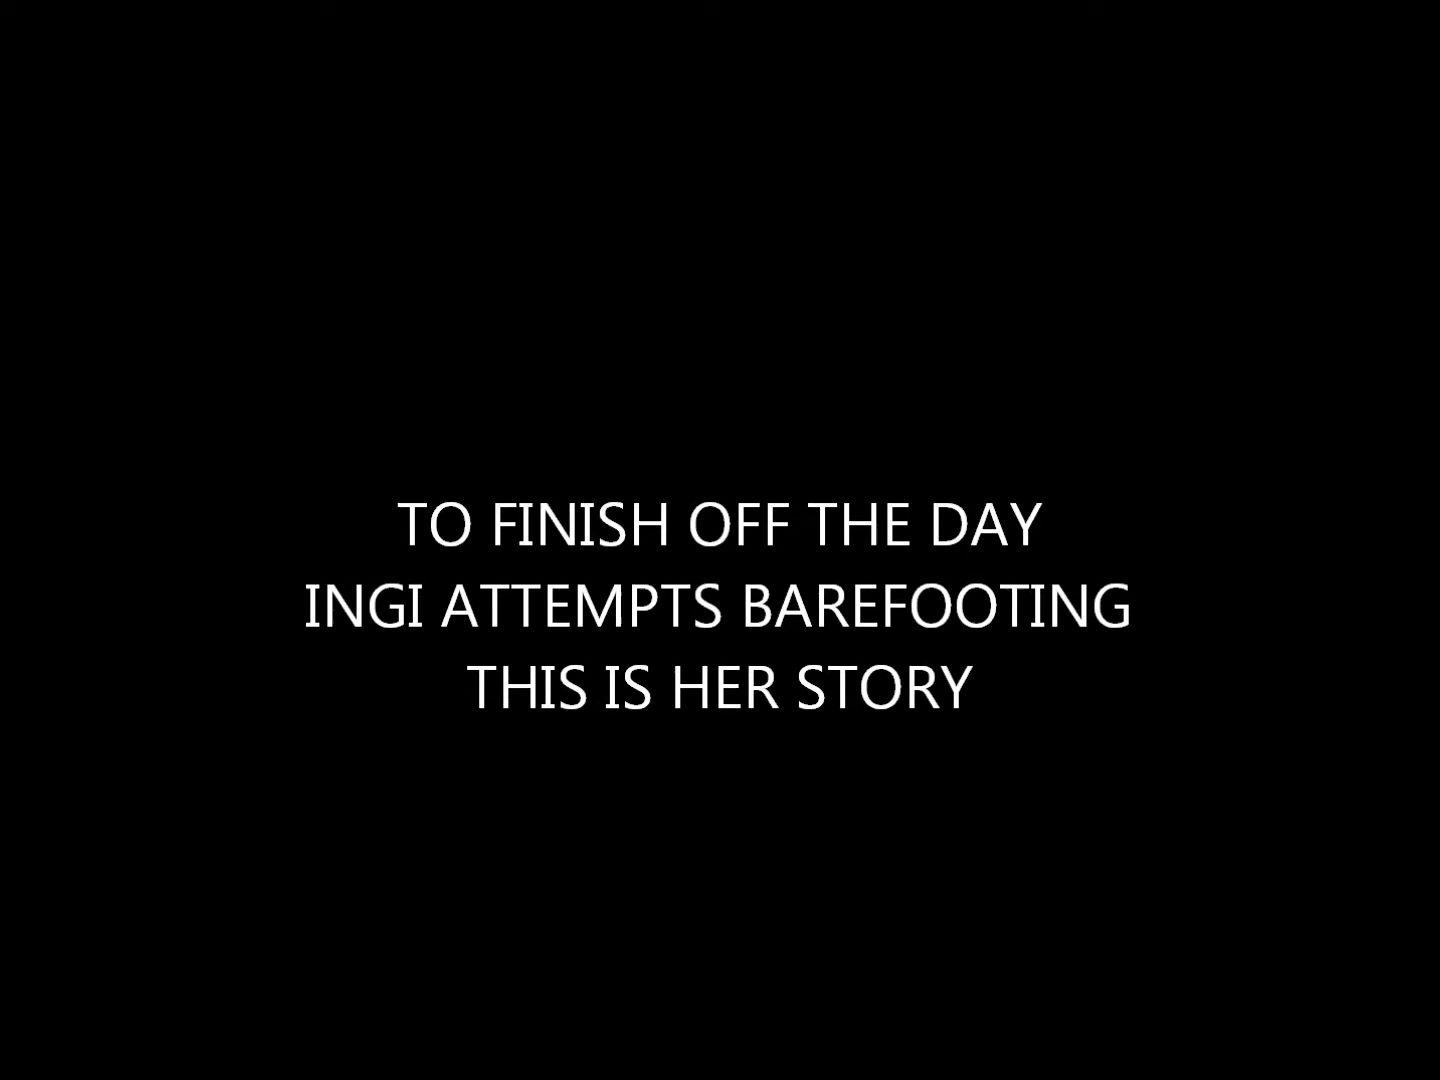 TO FINISH OFF THE DAY
INGI ATTEMPTS BAREFOOTING
THIS IS HER STORY